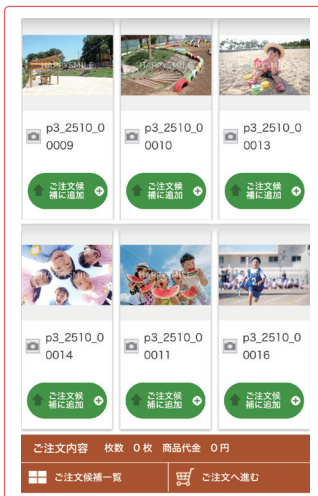 HAPPYSMILE
HAPPYSMILE
HAPPYSMILE
p3_2510_0
0009
p3_2510_0
0010
p3_2510_0
0013
ご注文候
補に追加
ご注文候
補に追加
ご注文候
補に追加
p3_2510_0
0014
p3_2510_0
0011
p3_2510_0
0016
ご注文候
補に追加
ご注文候
補に追加
ご注文候
補に追加
ご注文内容 枚数 0枚 商品代金 0円
ご注文候補一覧
ご注文へ進む